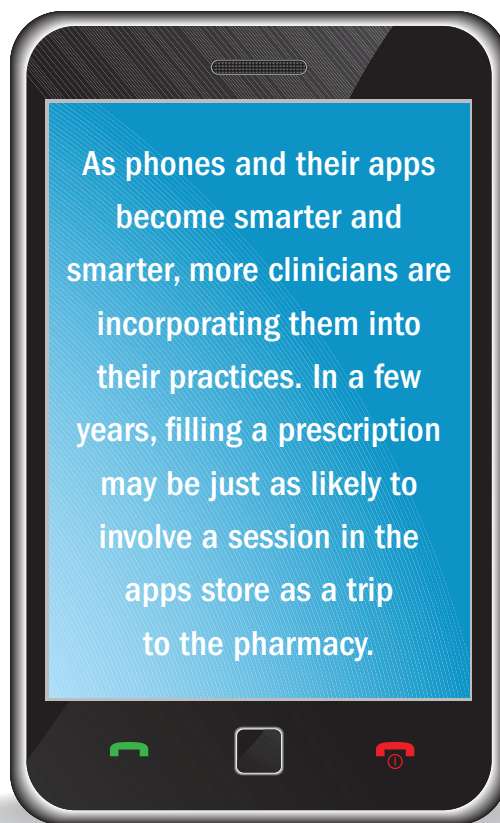 As phones and their apps
become smarter and
smarter, more clinicians are
incorporating them into
their practices. In a few
years, filling a prescription
may be just as likely to
involve a session in the
apps store as a trip
to the pharmacy.